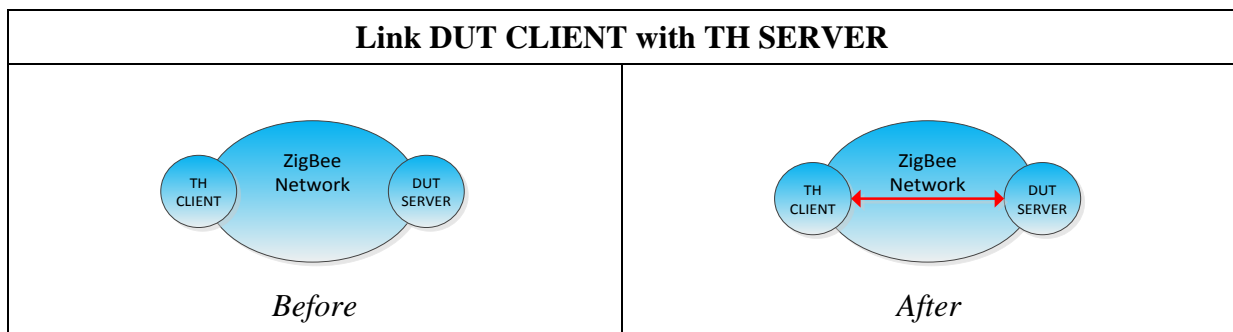 Link DUT CLIENT with TH SERVER
ZigBee
Network
TH
CLIENT
DUT
SERVER
Before
ZigBee
Network
TH
CLIENT
DUT
SERVER
After